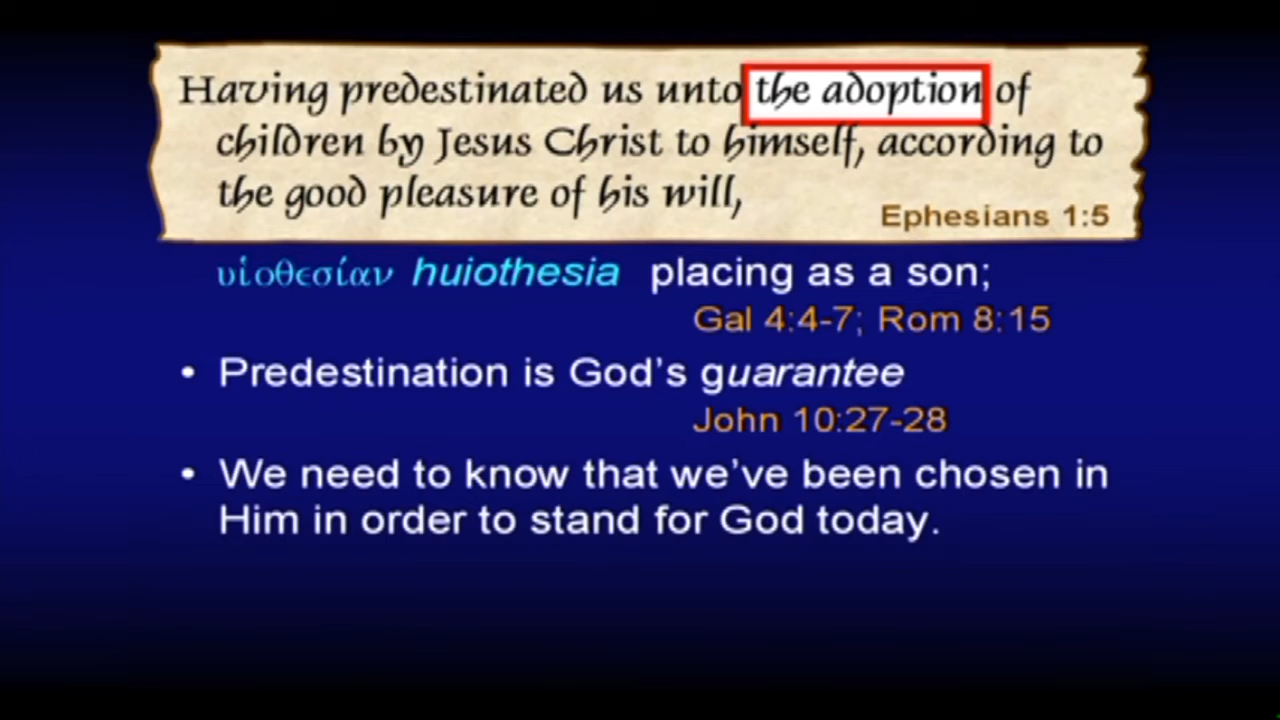 Having predestinated us unto the adoption of
children by Jesus Christ to himself, according to
the good pleasure of his will,
Ephesians 1:5
υἱοθεσίαν huiothesia placing as a son;
Gal 4:4-7; Rom 8:15
• Predestination is God's guarantee
John 10:27-28
• We need to know that we've been chosen in
Him in order to stand for God today.